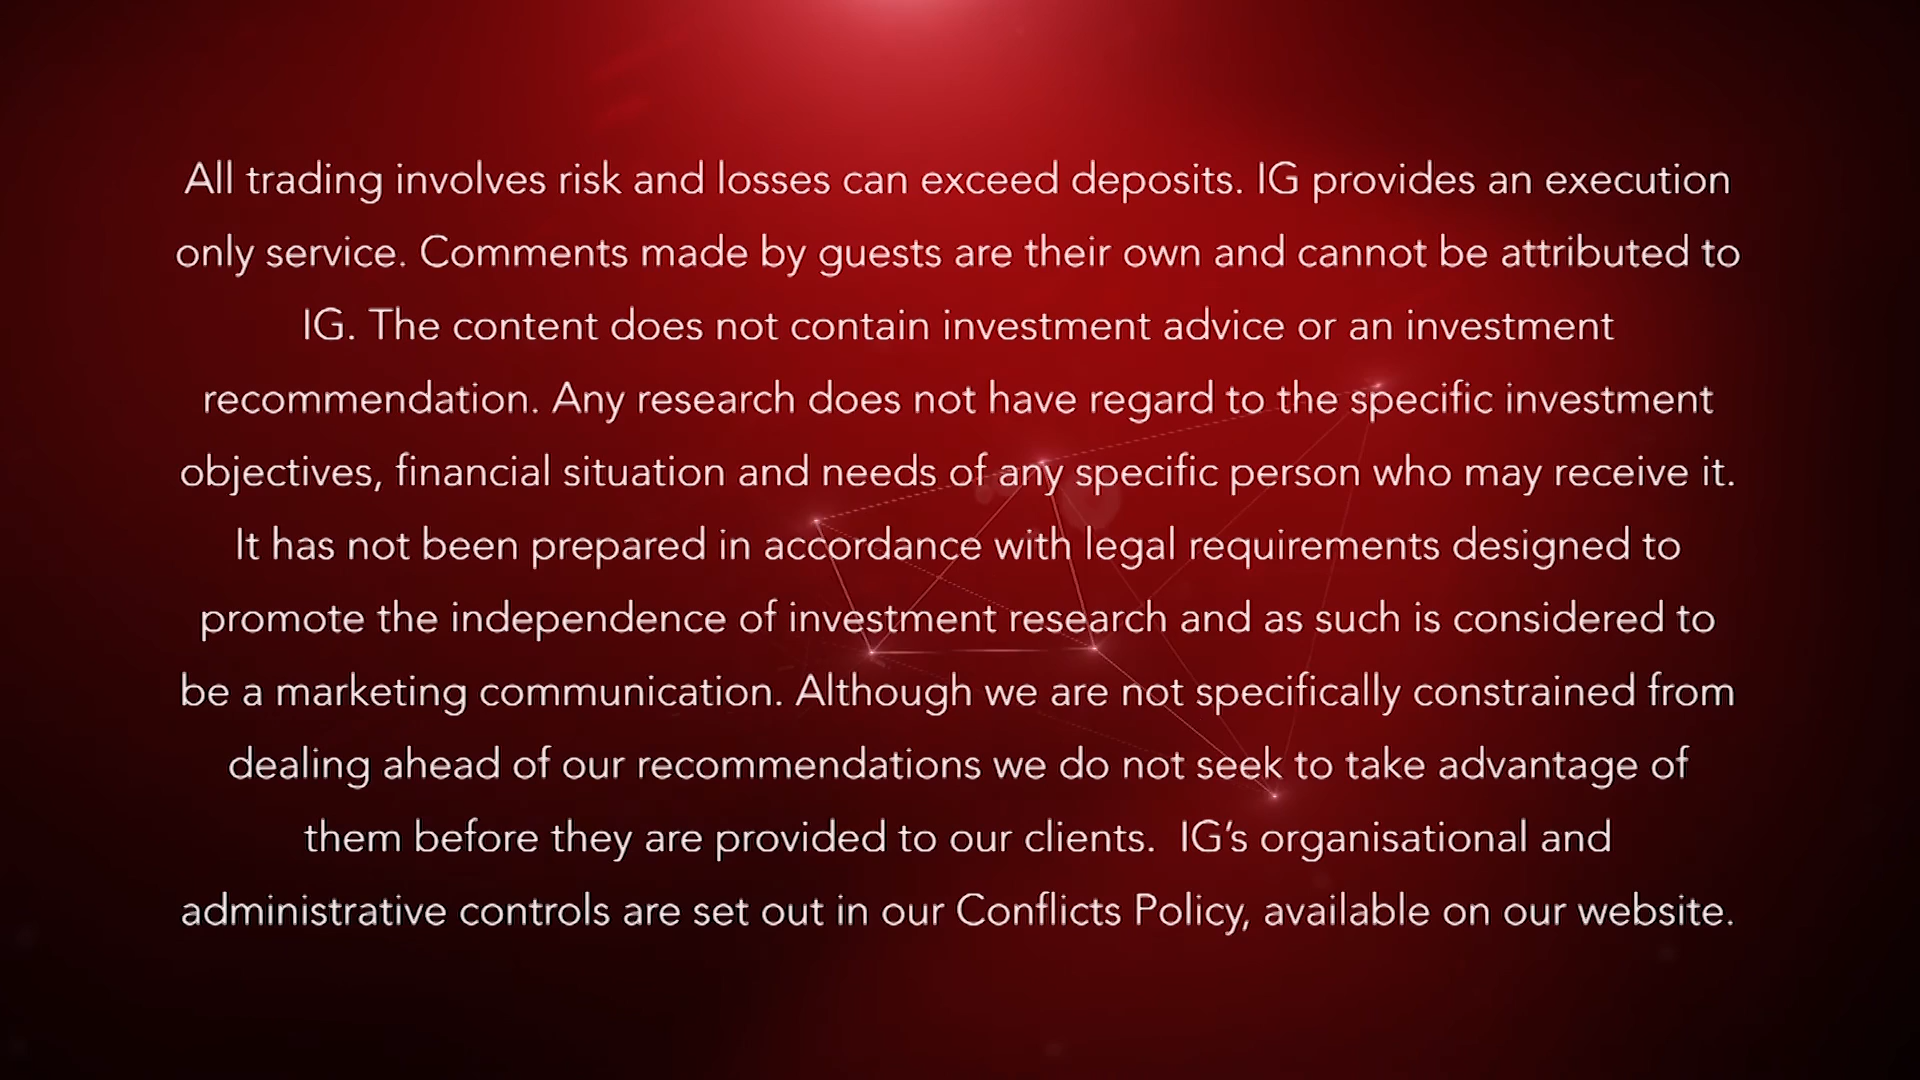 All trading involves risk and losses can exceed deposits. IG provides an execution
only service. Comments made by guests are their own and cannot be attributed to
IG. The content does not contain investment advice or an investment
recommendation. Any research does not have regard to the specific investment
objectives, financial situation and needs of any specific person who may receive it.
It has not been prepared in accordance with legal requirements designed to
promote the independence of investment research and as such is considered to
be a marketing communication. Although we are not specifically constrained from
dealing ahead of our recommendations we do not seek to take advantage of
them before they are provided to our clients.  IG’s organisational and
administrative controls are set out in our Conflicts Policy, available on our website.